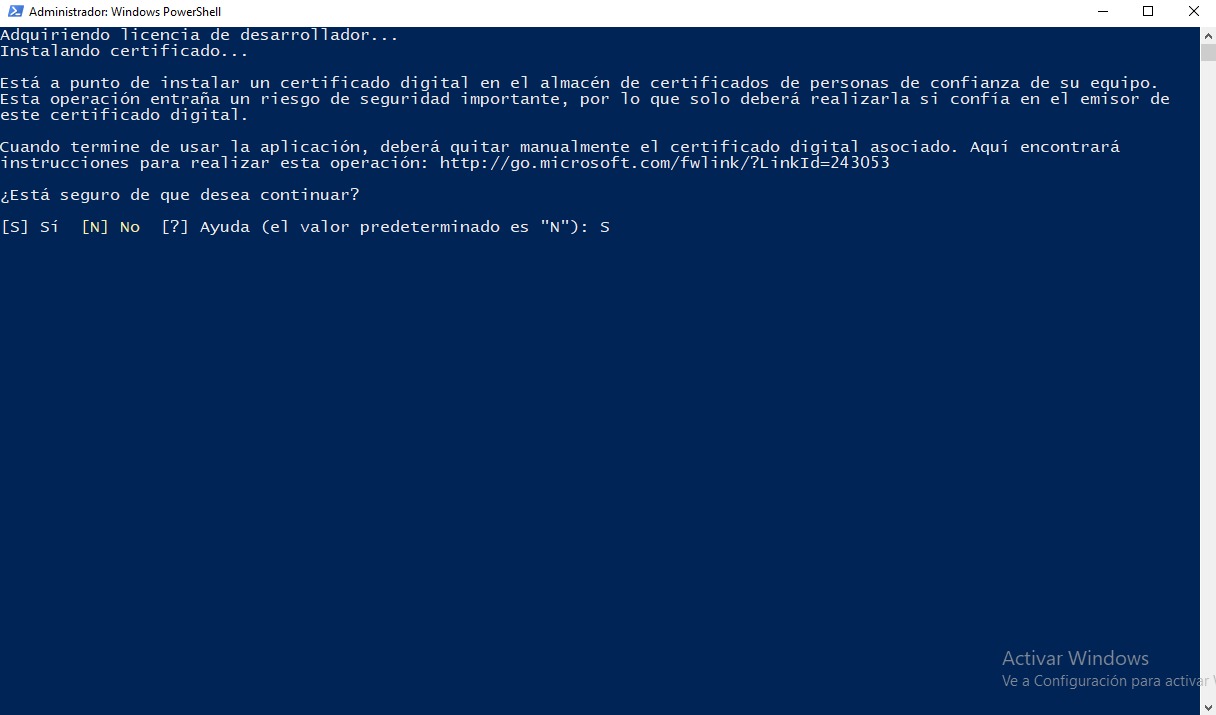 Administrador: Windows PowerShell
Adquiriendo licencia de desarrollador...
Instalando certificado...
Está a punto de instalar un certificado digital en el almacén de certificados de personas de confianza de su equipo.
Esta operación entraña un riesgo de seguridad importante, por lo que solo deberá realizarla si confía en el emisor de
este certificado digital.
Cuando termine de usar la aplicación, deberá quitar manualmente el certificado digital asociado. Aquí encontrará
instrucciones para realizar esta operación: http://go.microsoft.com/fwlink/?LinkId=243053
¿Está seguro de que desea continuar?
[S] Sí  [N] No  [?] Ayuda (el valor predeterminado es "N"): S
Activar Windows
Ve a Configuración para activar W